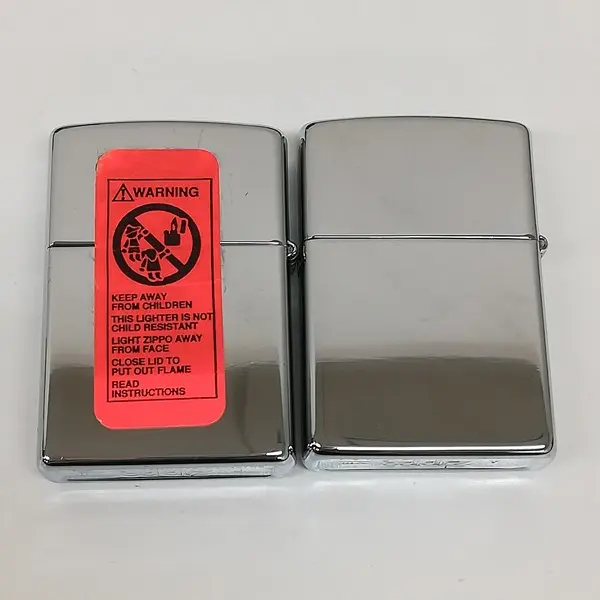 WARNING
KEEP AWAY
FROM CHILDREN
THIS LIGHTER IS NOT
CHILD RESISTANT
LIGHT ZIPPO AWAY
FROM FACE
CLOSE LID TO
PUT OUT FLAME
READ
INSTRUCTIONS